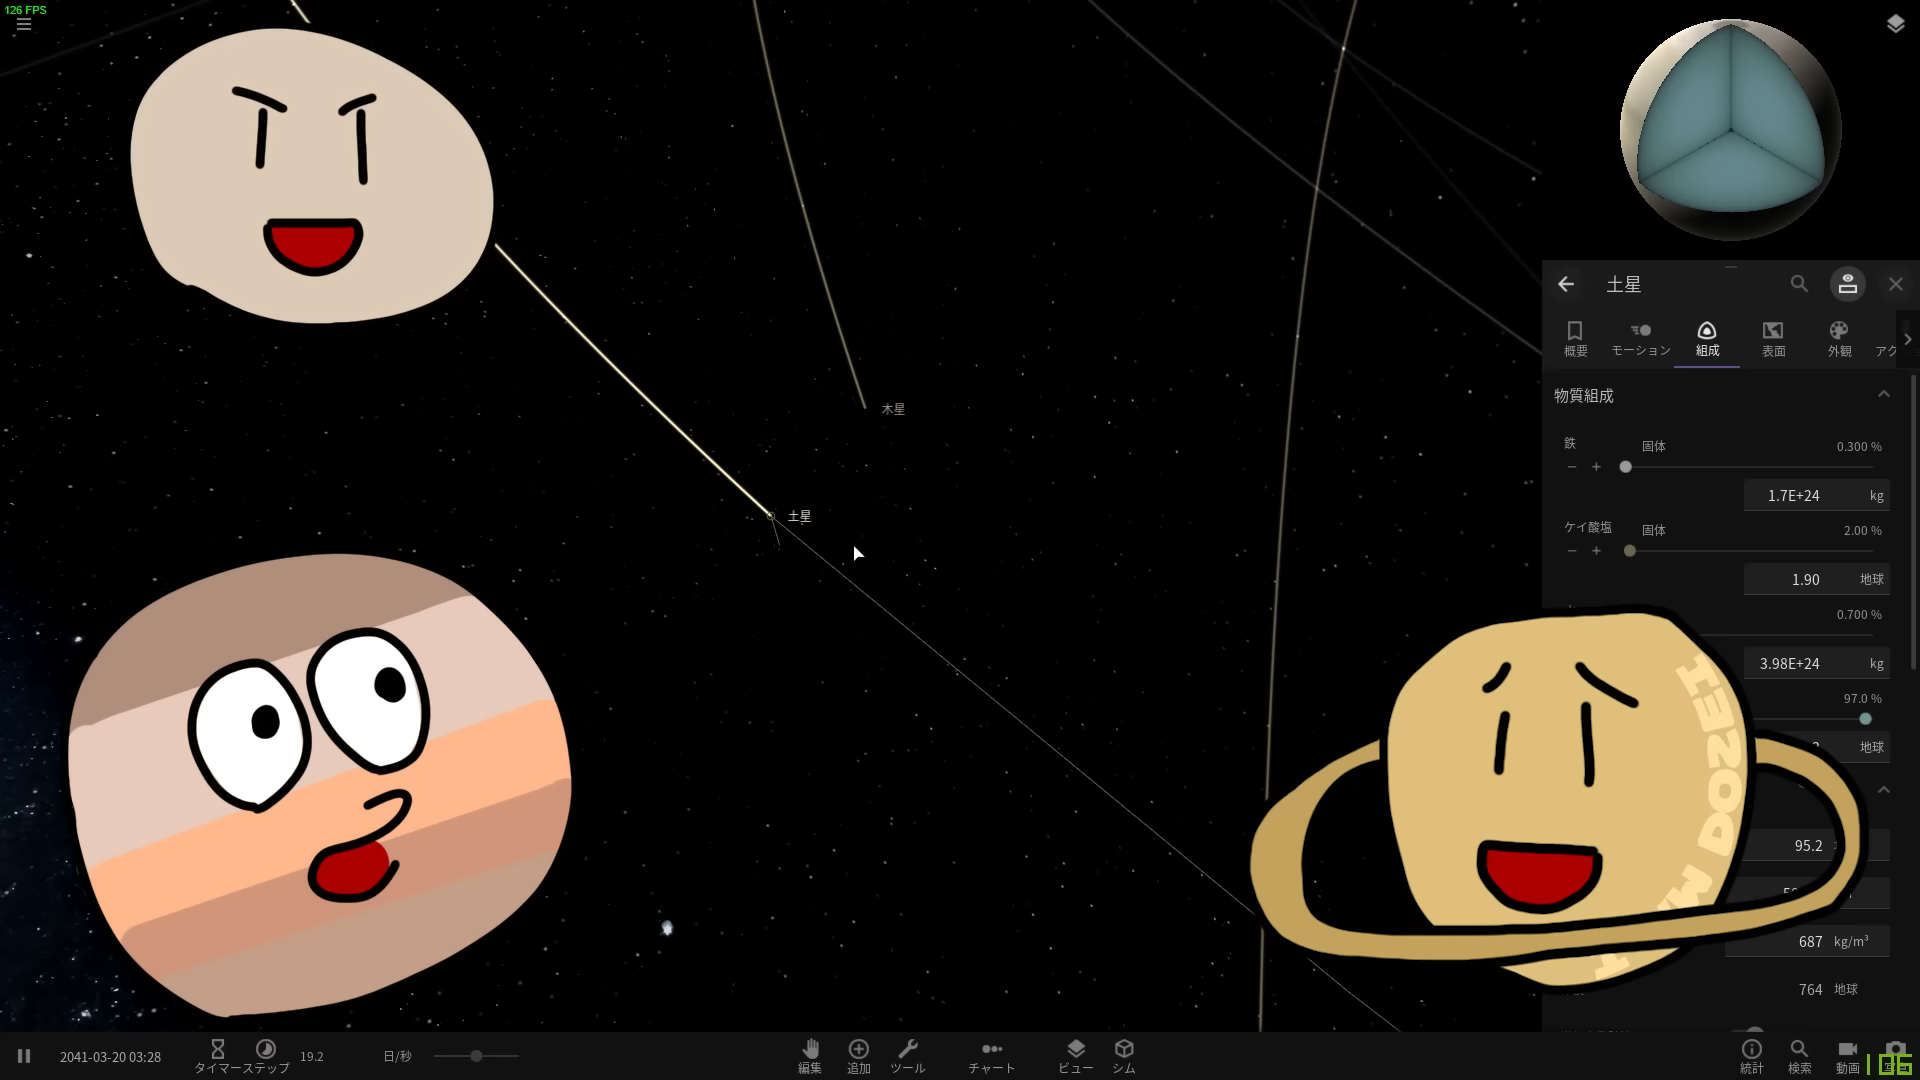 126 FPS
木星
土星
土星
概要
モーション
組成
表面
外観
アク
物質組成
鉄
固体
0.300 %
1.7E+24 kg
ケイ酸塩
固体
2.00 %
1.90 地球
0.700 %
3.98E+24 kg
97.0 %
地球
95.2
687 kg/m³
764 地球
2041-03-20 03:28
タイマーステップ
19.2
日/秒
編集
追加
ツール
チャート
ビュー
シム
統計
検索
動画